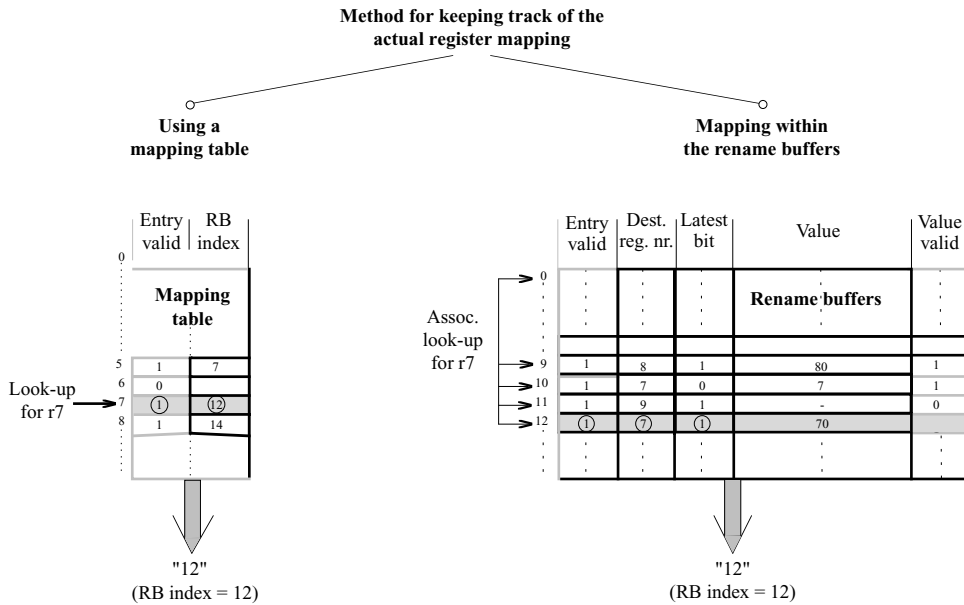 Method for keeping track of the
actual register mapping
Using a
mapping table
Mapping within
the rename buffers
Entry
valid
RB
index
0
Mapping
table
5 1 7
6 0
Look-up
for r7
7 1 12
8 1 14
"12"
(RB index = 12)
Entry
valid
Dest.
reg. nr.
Latest
bit
Value
Value
valid
0
Rename buffers
Assoc.
look-up
for r7
9 1 8 1 80 1
10 1 7 0 7 1
11 1 9 1 - 0
12 1 7 1 70
"12"
(RB index = 12)